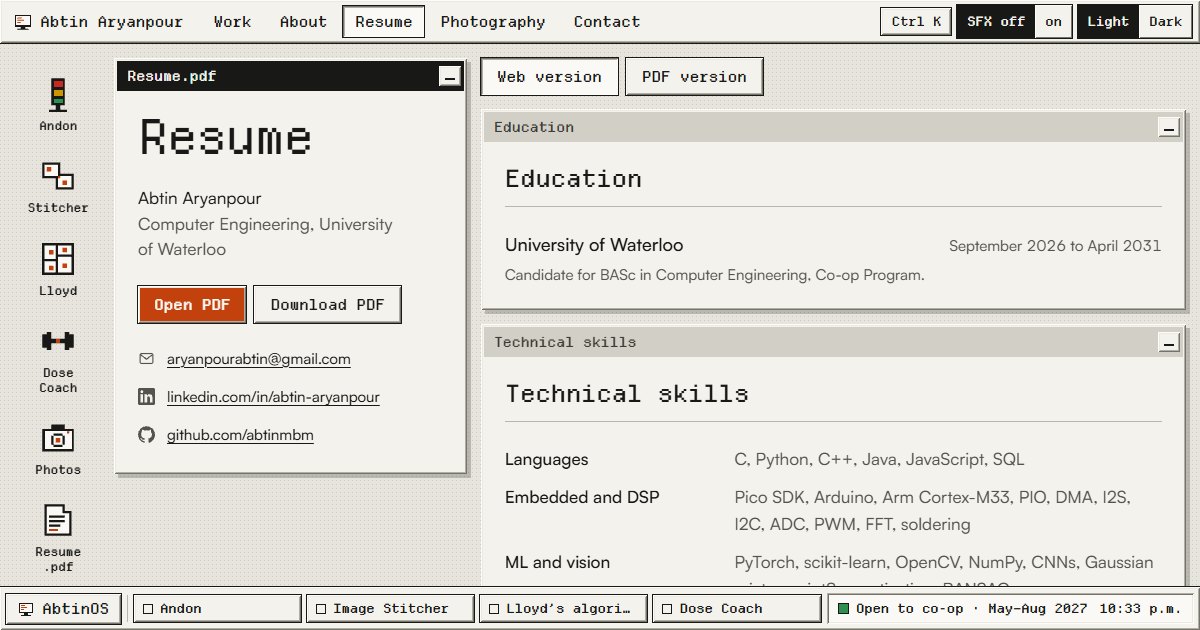 Abtin Aryanpour Work About Resume Photography Contact Ctrl K SFX off on Light Dark
Andon
Stitcher
Lloyd
Dose
Coach
Photos
Resume
.pdf
Resume.pdf
Resume
Abtin Aryanpour
Computer Engineering, University
of Waterloo
Open PDF Download PDF
aryanpourabtin@gmail.com
linkedin.com/in/abtin-aryanpour
github.com/abtinmbm
Web version PDF version
Education
Education
University of Waterloo September 2026 to April 2031
Candidate for BASc in Computer Engineering, Co-op Program.
Technical skills
Technical skills
Languages C, Python, C++, Java, JavaScript, SQL
Embedded and DSP Pico SDK, Arduino, Arm Cortex-M33, PIO, DMA, I2S,
I2C, ADC, PWM, FFT, soldering
ML and vision PyTorch, scikit-learn, OpenCV, NumPy, CNNs, Gaussian
AbtinOS Andon Image Stitcher Lloyd's algori… Dose Coach Open to co-op · May–Aug 2027 10:33 p.m.